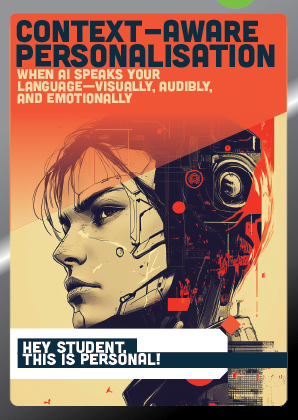 CONTEXT–AWARE
PERSONALISATION
WHEN AI SPEAKS YOUR
LANGUAGE—VISUALLY, AUDIBLY,
AND EMOTIONALLY
HEY STUDENT,
THIS IS PERSONAL!